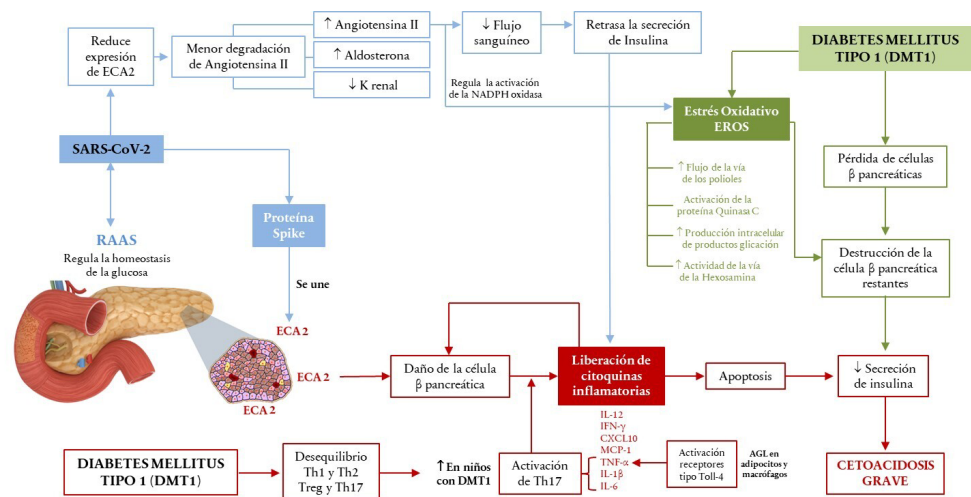 Reduce
expresión
de ECA2
Menor degradación
de Angiotensina II
↑ Angiotensina II
↑ Aldosterona
↓ K renal
↓ Flujo
sanguíneo
Retrasa la secreción
de Insulina
Regula la activación
de la NADPH oxidasa
DIABETES MELLITUS
TIPO 1 (DMT1)
Estrés Oxidativo
EROS
↑ Flujo de la vía
de los polioles
Activación de la
proteína Quinasa C
↑ Producción intracelular
de productos glicación
↑ Actividad de la vía
de la Hexosamina
Pérdida de células
β pancreáticas
Destrucción de la
célula β pancreática
restantes
SARS-CoV-2
Proteína
Spike
RAAS
Regula la homeostasis
de la glucosa
Se une
ECA 2
ECA 2
ECA 2
Daño de la célula
β pancreática
Liberación de
citoquinas
inflamatorias
Apoptosis
↓ Secreción
de insulina
IL-12
IFN-γ
CXCL10
MCP-1
TNF-α
IL-1β
IL-6
DIABETES MELLITUS
TIPO 1 (DMT1)
Desequilibrio
Th1 y Th2
Treg y Th17
↑ En niños
con DMT1
Activación
de Th17
Activación
receptores
tipo Toll-4
AGL en
adipocitos y
macrófagos
CETOACIDOSIS
GRAVE